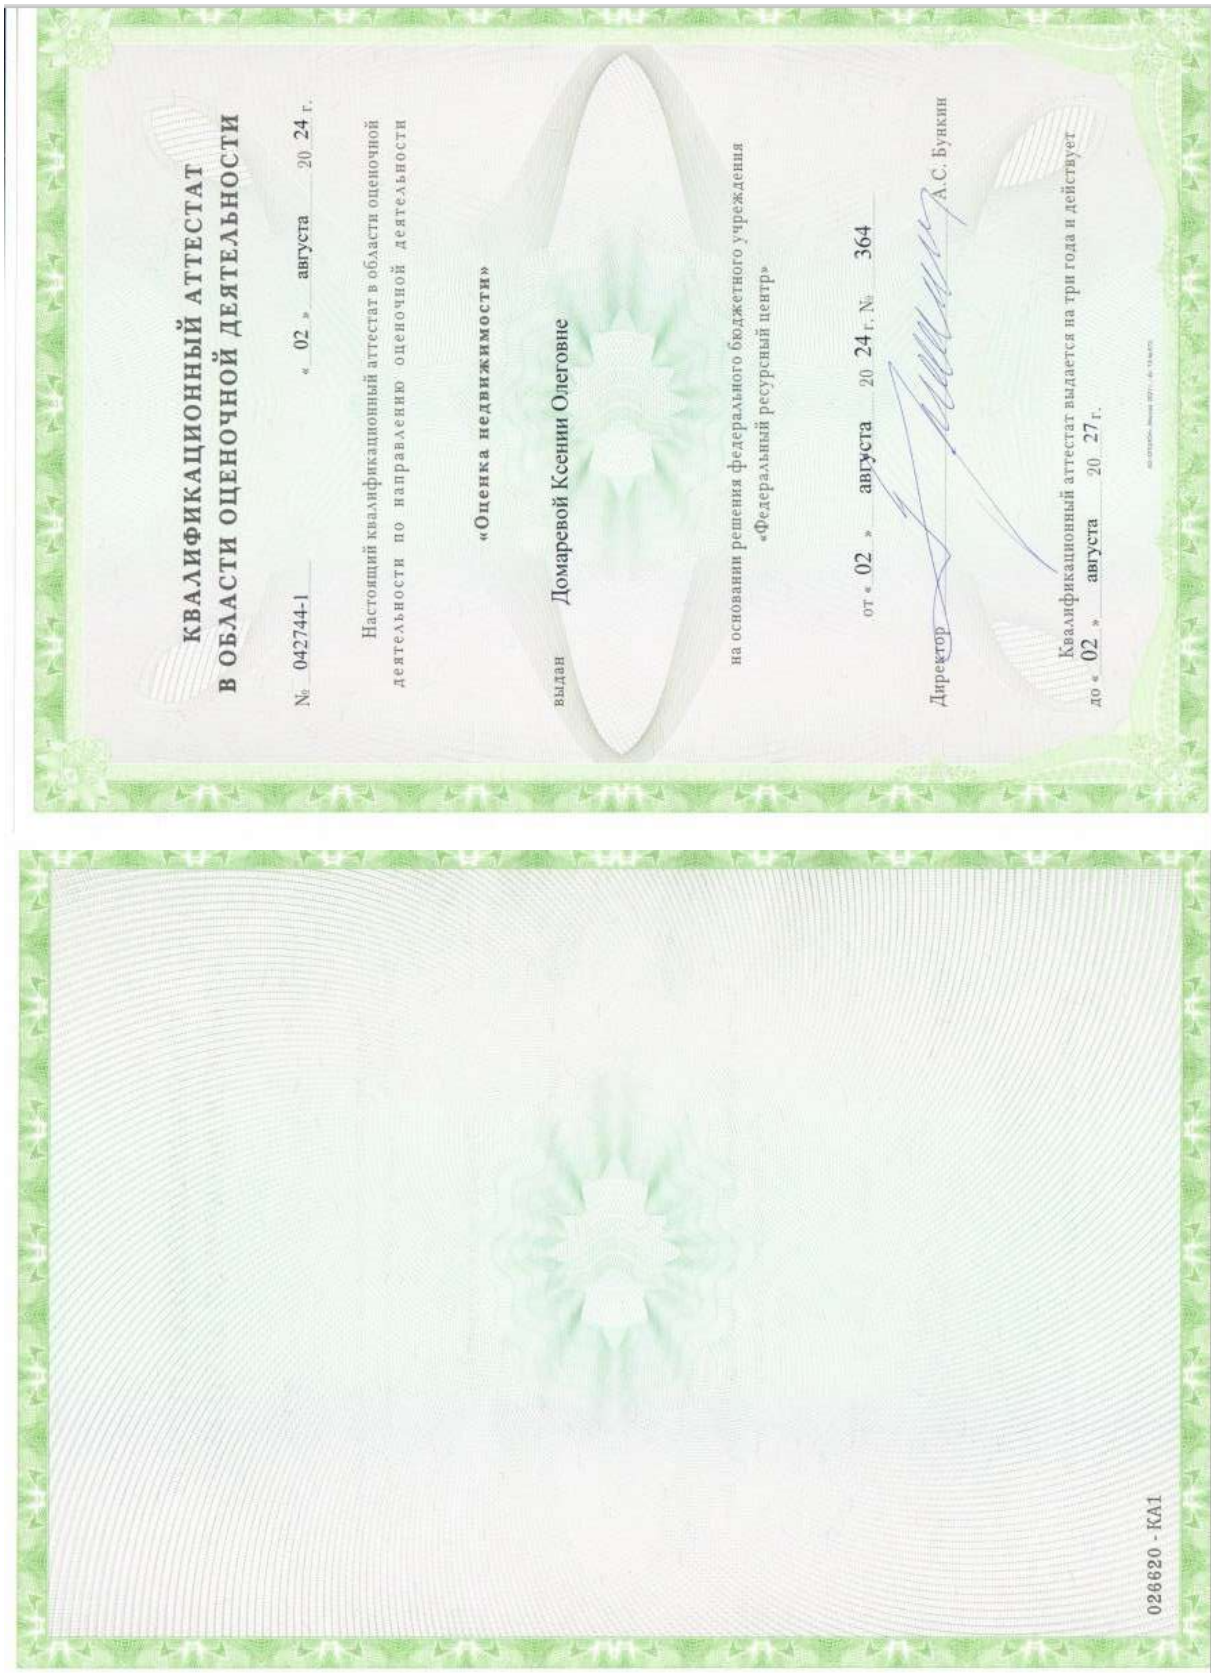 КВАЛИФИКАЦИОННЫЙ АТТЕСТАТ
В ОБЛАСТИ ОЦЕНОЧНОЙ ДЕЯТЕЛЬНОСТИ
№ 042744-1 « 02 » августа 20 24 г.
Настоящий квалификационный аттестат в области оценочной
деятельности по направлению оценочной деятельности
«Оценка недвижимости»
выдан Домаревой Ксении Олеговне
на основании решения федерального бюджетного учреждения
«Федеральный ресурсный центр»
от « 02 » августа 20 24 г. № 364
Директор А.С. Бункин
Квалификационный аттестат выдается на три года и действует
до « 02 » августа 20 27 г.
026620 - КА1